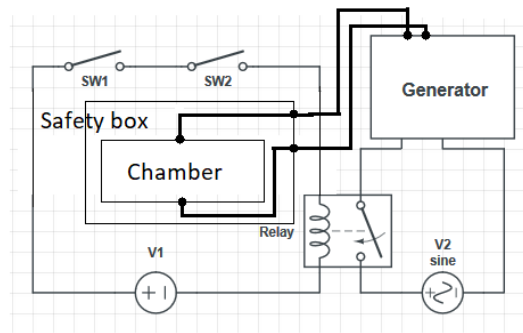 SW1
SW2
Generator
Safety box
Chamber
Relay
V1
V2
sine